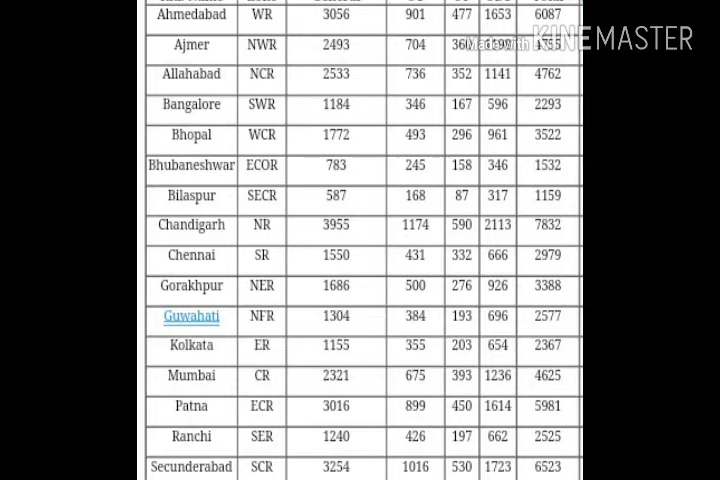 Ahmedabad WR 3056 901 477 1653 6087
Made with KINEMASTER
Ajmer NWR 2493 704 4755
Allahabad NCR 2533 736 352 1141 4762
Bangalore SWR 1184 346 167 596 2293
Bhopal WCR 1772 493 296 961 3522
Bhubaneshwar ECOR 783 245 158 346 1532
Bilaspur SECR 587 168 87 317 1159
Chandigarh NR 3955 1174 590 2113 7832
Chennai SR 1550 431 332 666 2979
Gorakhpur NER 1686 500 276 926 3388
Guwahati NFR 1304 384 193 696 2577
Kolkata ER 1155 355 203 654 2367
Mumbai CR 2321 675 393 1236 4625
Patna ECR 3016 899 450 1614 5981
Ranchi SER 1240 426 197 662 2525
Secunderabad SCR 3254 1016 530 1723 6523